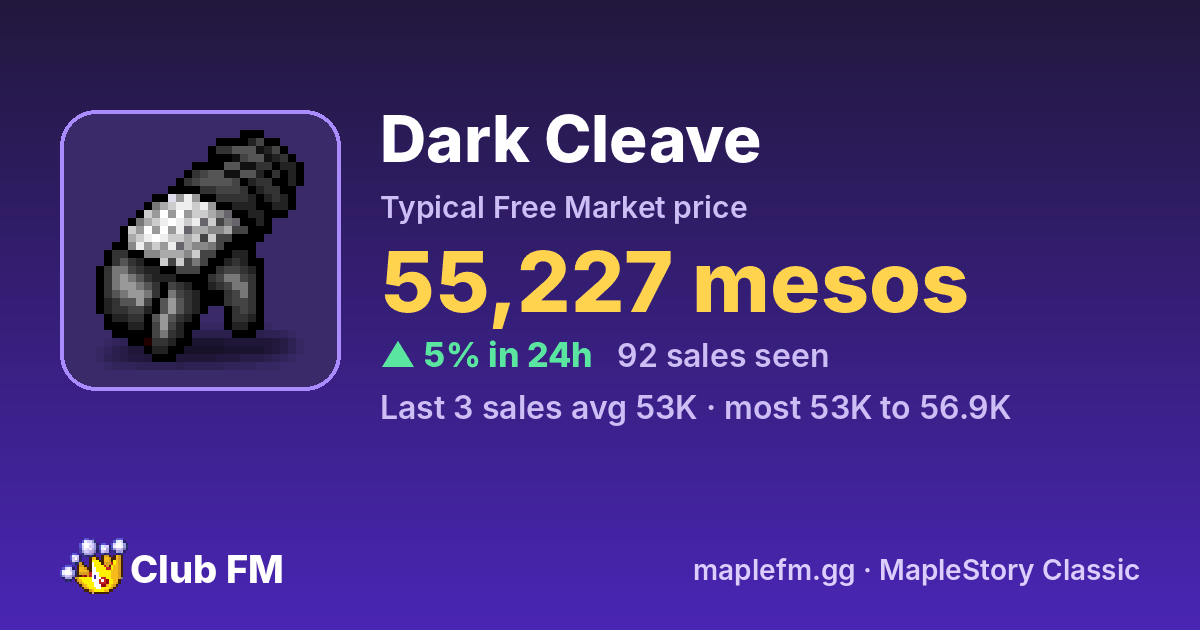 Dark Cleave
Typical Free Market price
55,227 mesos
▲ 5% in 24h 92 sales seen
Last 3 sales avg 53K · most 53K to 56.9K
Club FM
maplefm.gg · MapleStory Classic